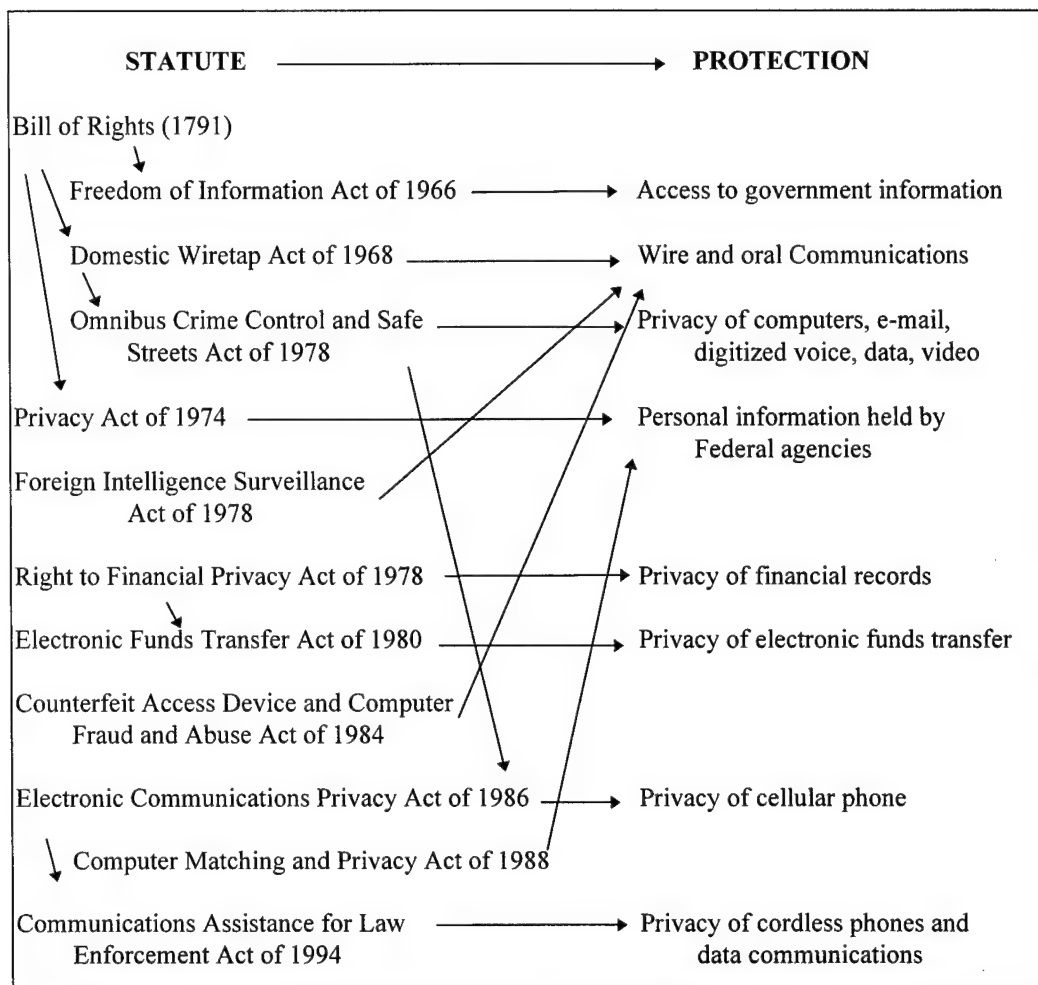 STATUTE PROTECTION
Bill of Rights (1791)
Freedom of Information Act of 1966 Access to government information
Domestic Wiretap Act of 1968 Wire and oral Communications
Omnibus Crime Control and Safe Privacy of computers, e-mail,
Streets Act of 1978 digitized voice, data, video
Privacy Act of 1974 Personal information held by
Federal agencies
Foreign Intelligence Surveillance
Act of 1978
Right to Financial Privacy Act of 1978 Privacy of financial records
Electronic Funds Transfer Act of 1980 Privacy of electronic funds transfer
Counterfeit Access Device and Computer
Fraud and Abuse Act of 1984
Electronic Communications Privacy Act of 1986 Privacy of cellular phone
Computer Matching and Privacy Act of 1988
Communications Assistance for Law Privacy of cordless phones and
Enforcement Act of 1994 data communications